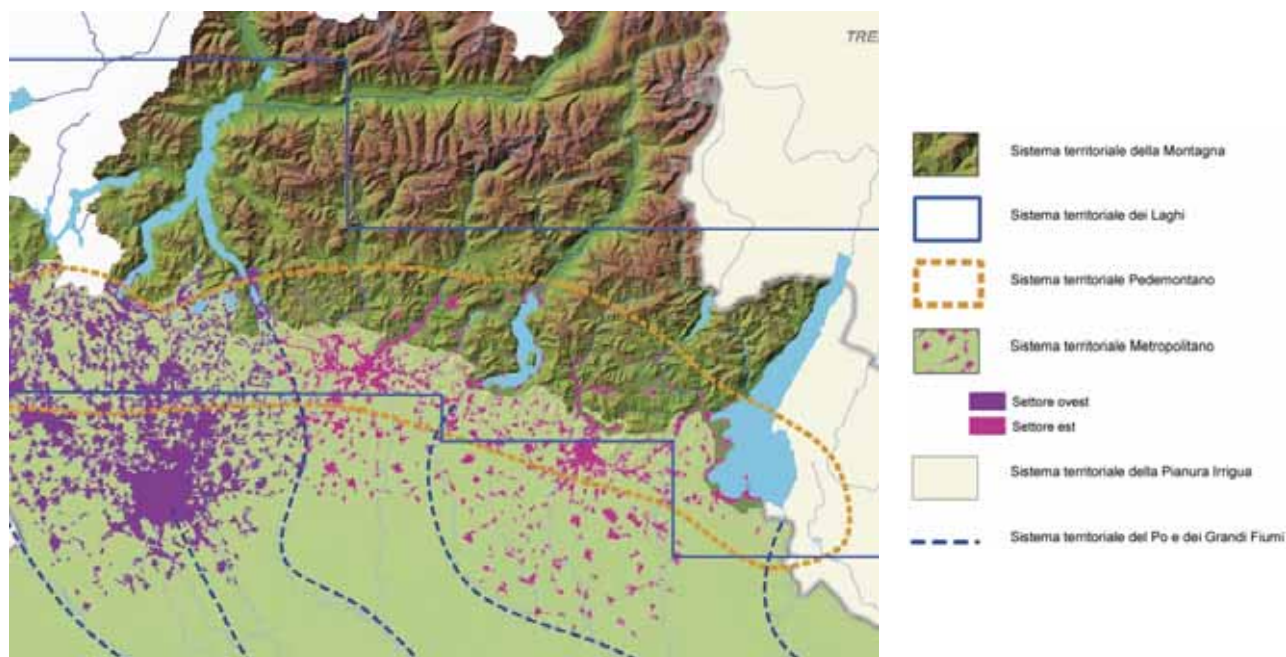 TRE
Sistema territoriale della Montagna
Sistema territoriale dei Laghi
Sistema territoriale Pedemontano
Sistema territoriale Metropolitano
Settore ovest
Settore est
Sistema territoriale della Pianura Irrigua
Sistema territoriale del Po e dei Grandi Fiumi